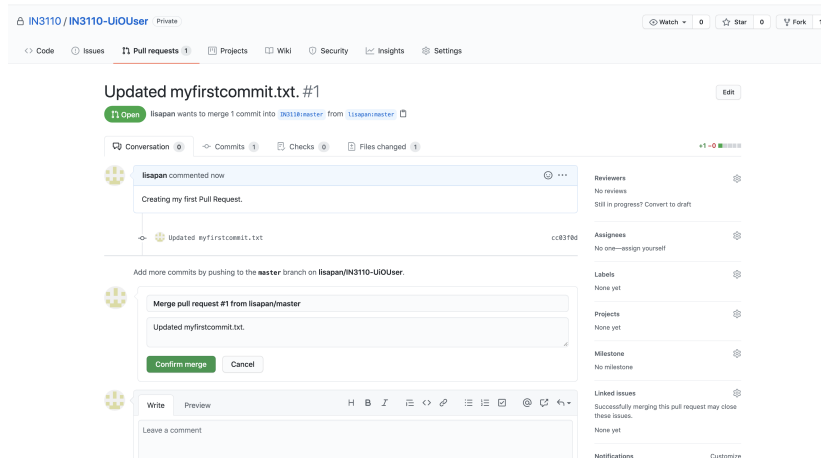 IN3110 / IN3110-UiOUser Private
Watch 0 Star 0 Fork 1
Code Issues Pull requests 1 Projects Wiki Security Insights Settings
Updated myfirstcommit.txt. #1
Edit
Open lisapan wants to merge 1 commit into IN3110:master from lisapan:master
Conversation 0 Commits 1 Checks 0 Files changed 1 +1 −0
lisapan commented now
Creating my first Pull Request.
Updated myfirstcommit.txt cc03f0d
Add more commits by pushing to the master branch on lisapan/IN3110-UiOUser.
Merge pull request #1 from lisapan/master
Updated myfirstcommit.txt.
Confirm merge Cancel
Write Preview
H B I
Leave a comment
Reviewers
No reviews
Still in progress? Convert to draft
Assignees
No one—assign yourself
Labels
None yet
Projects
None yet
Milestone
No milestone
Linked issues
Successfully merging this pull request may close
these issues.
None yet
Notifications Customize